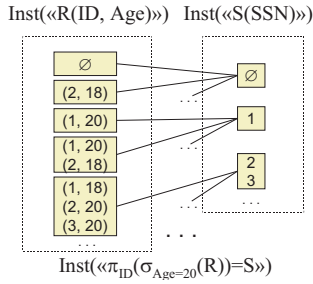 Inst(«R(ID, Age)») Inst(«S(SSN)»)
∅
∅
(2, 18)
. . .
(1, 20)
1
(1, 20)
(2, 18)
. . .
(1, 18)
(2, 20)
(3, 20)
2
3
. . .
. . .
. . .
. . .
Inst(«π_ID(σ_Age=20(R))=S»)